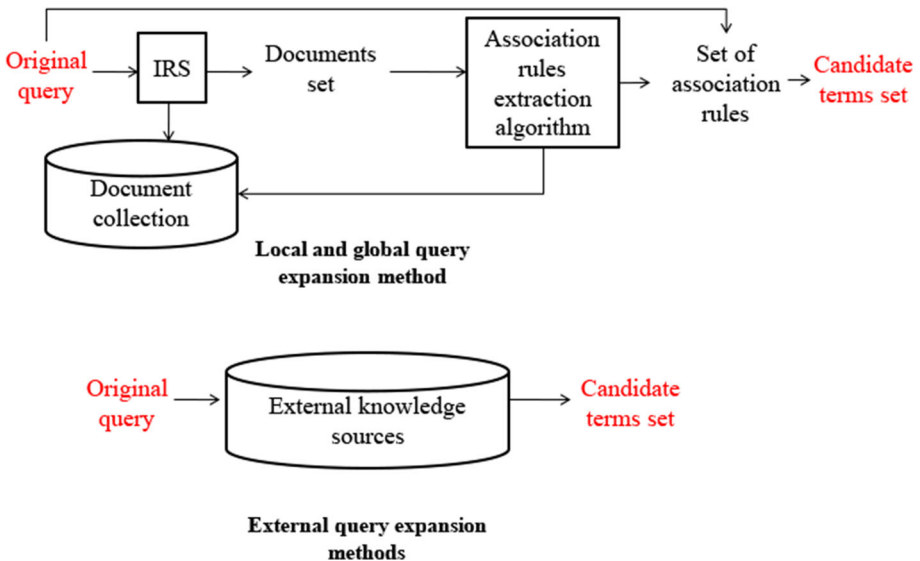 Original
query
IRS
Documents
set
Association
rules
extraction
algorithm
Set of
association
rules
Candidate
terms set
Document
collection
Local and global query
expansion method
Original
query
External knowledge
sources
Candidate
terms set
External query expansion
methods